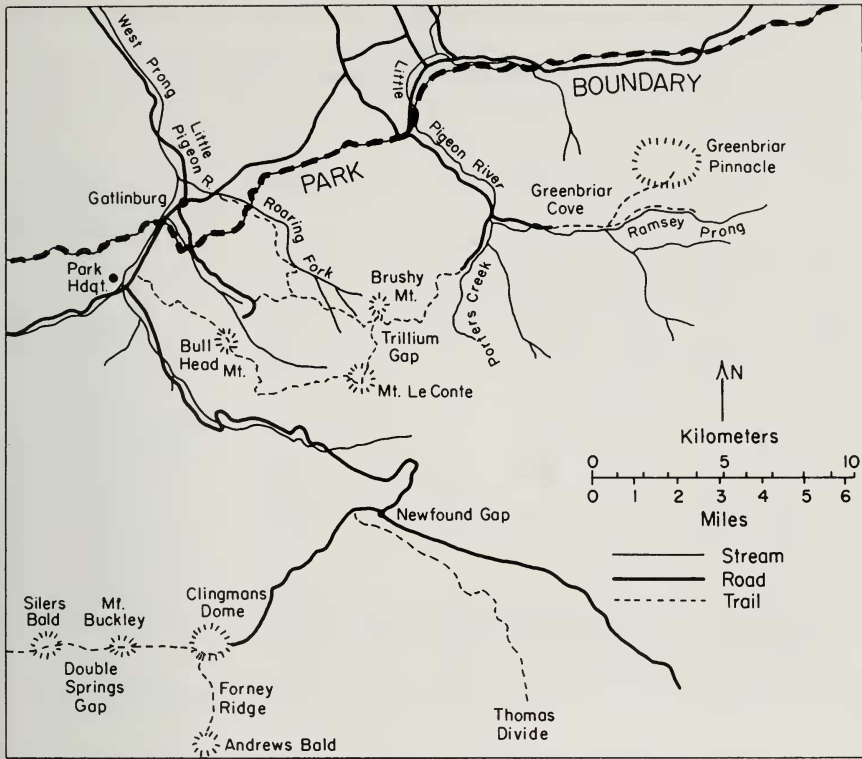 West Prong
Little
Pigeon R.
Little
Pigeon River
BOUNDARY
PARK
Greenbriar
Pinnacle
Greenbriar
Cove
Ramsey
Prong
Gatlinburg
Roaring
Fork
Park
Hdqt.
Brushy
Mt.
Porters Creek
Bull
Head
Mt.
Trillium
Gap
Mt. Le Conte
N
Kilometers
0 5 10
0 1 2 3 4 5 6
Miles
Stream
Road
Trail
Newfound Gap
Silers
Bald
Mt.
Buckley
Clingmans
Dome
Double
Springs
Gap
Forney
Ridge
Andrews Bald
Thomas
Divide